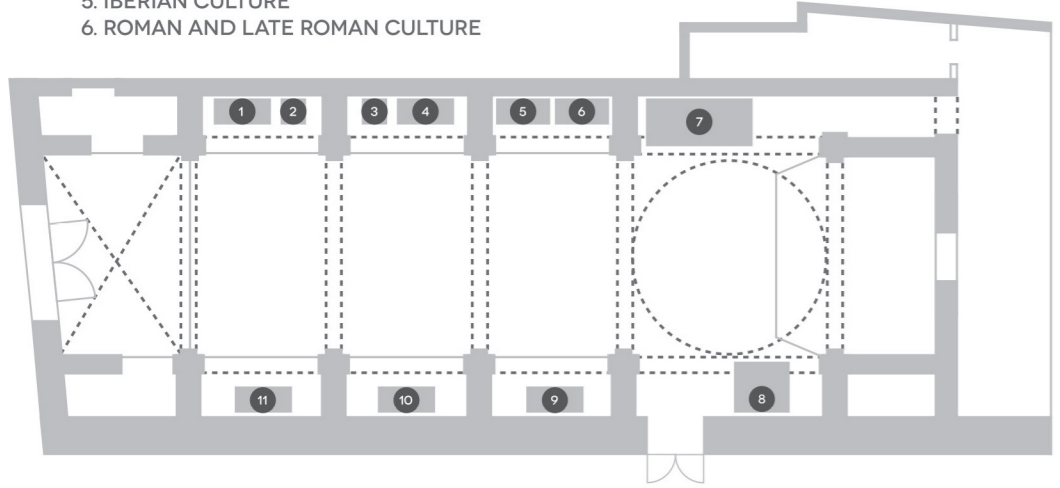 5. IBERIAN CULTURE
6. ROMAN AND LATE ROMAN CULTURE
1 2 3 4 5 6 7
11 10 9 8